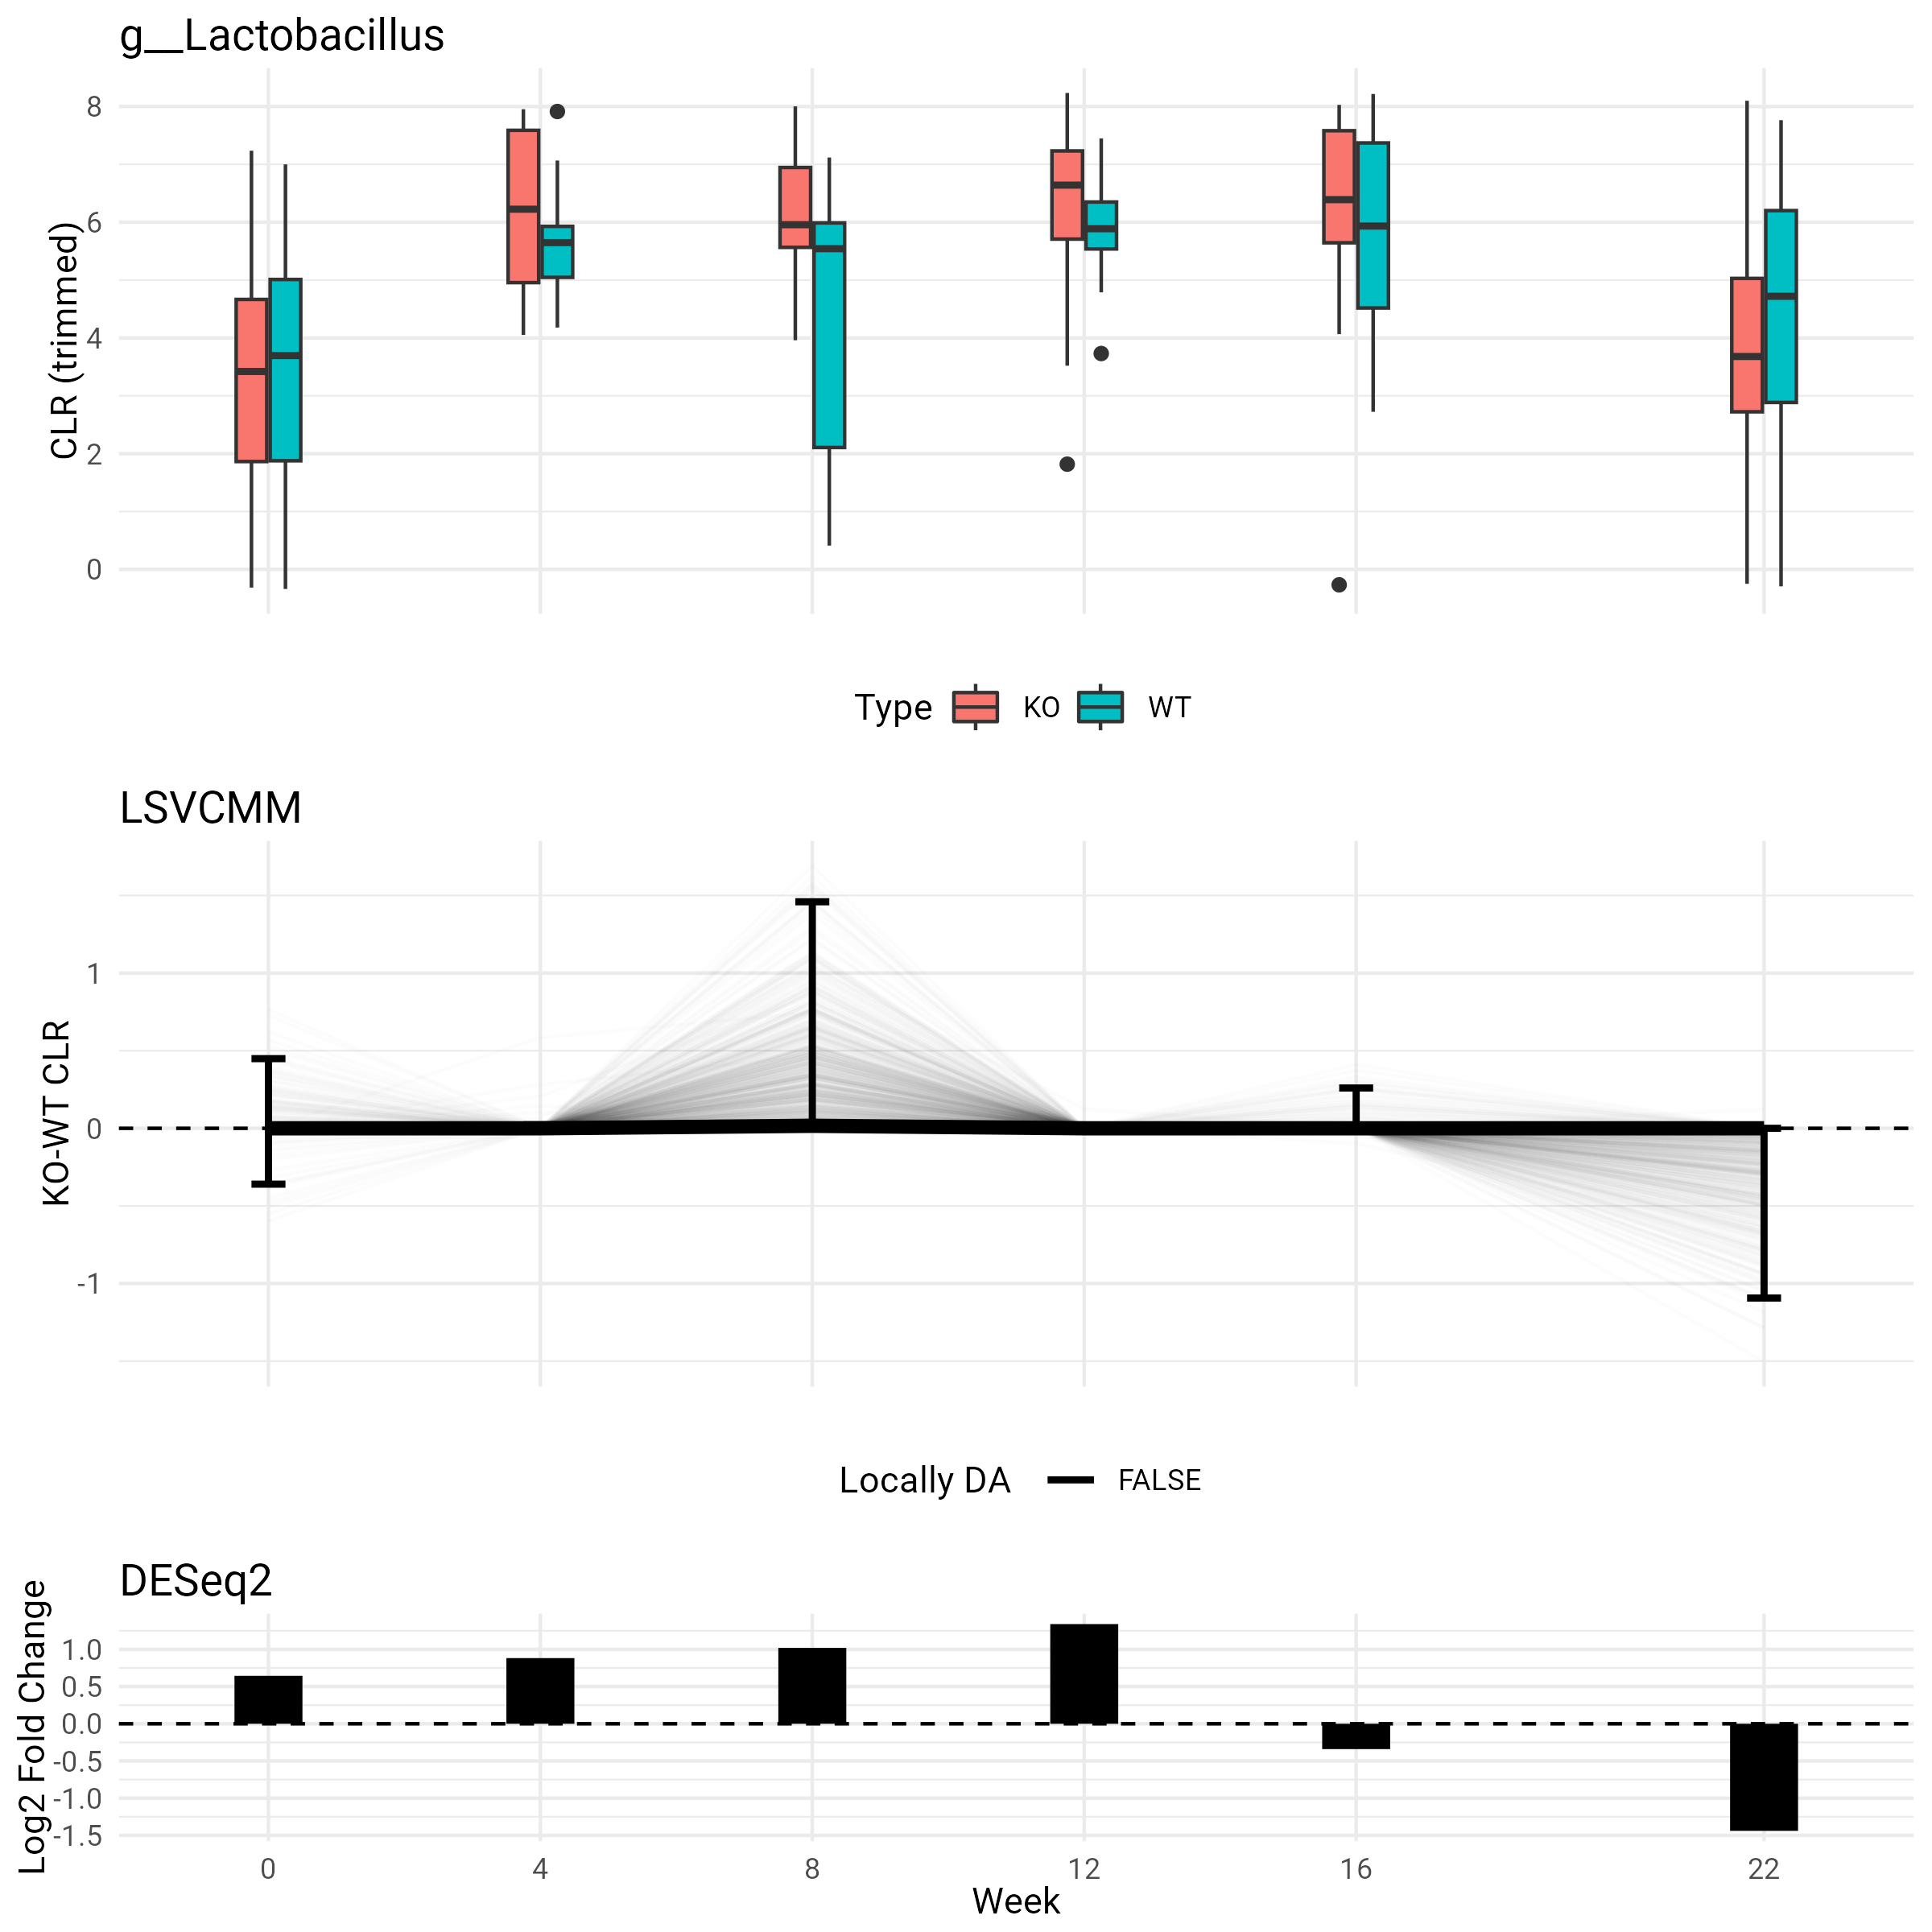 g__Lactobacillus
CLR (trimmed)
8
6
4
2
0
Type KO WT
LSVCMM
KO-WT CLR
1
0
-1
Locally DA FALSE
DESeq2
Log2 Fold Change
1.0
0.5
0.0
-0.5
-1.0
-1.5
0 4 8 12 16 22
Week